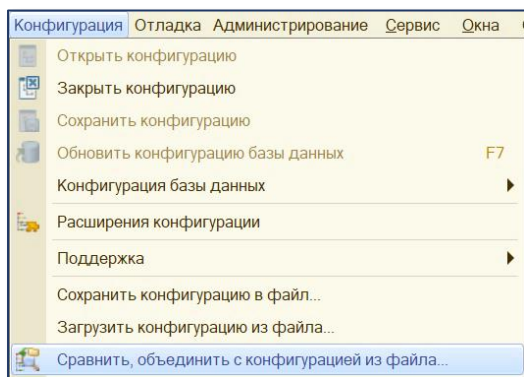 Конфигурация Отладка Администрирование Сервис Окна
Открыть конфигурацию
Закрыть конфигурацию
Сохранить конфигурацию
Обновить конфигурацию базы данных F7
Конфигурация базы данных
Расширения конфигурации
Поддержка
Сохранить конфигурацию в файл...
Загрузить конфигурацию из файла...
Сравнить, объединить с конфигурацией из файла...